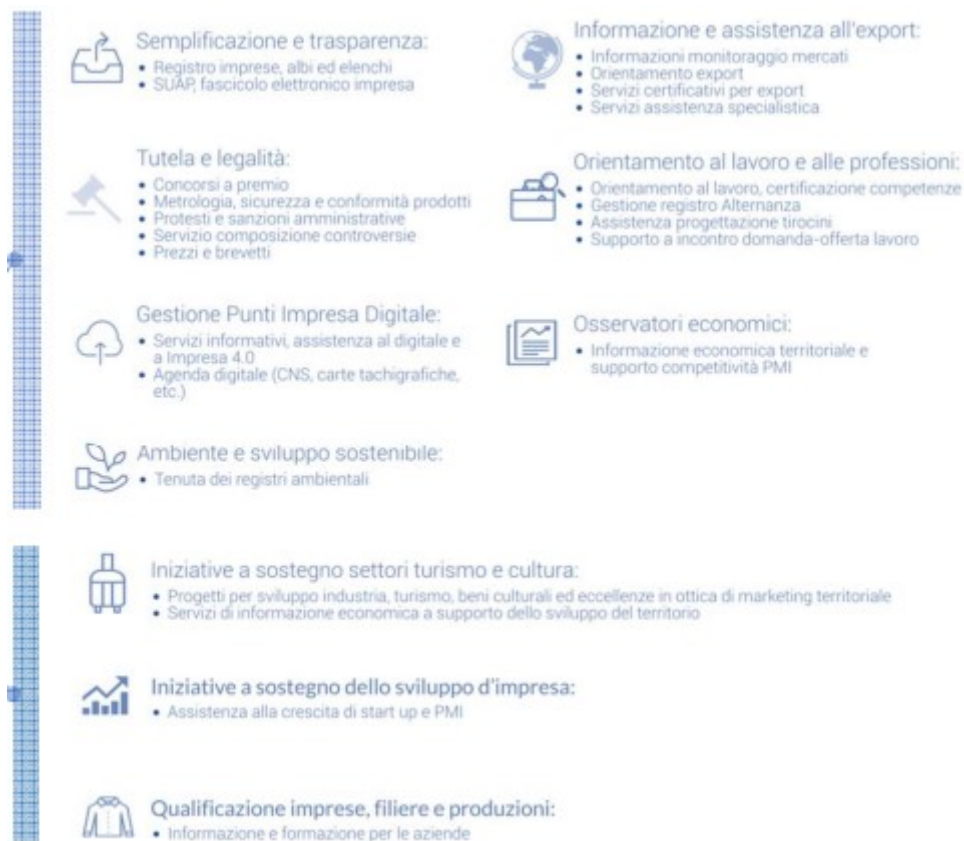 Semplificazione e trasparenza:
• Registro imprese, albi ed elenchi
• SUAP, fascicolo elettronico impresa
Informazione e assistenza all'export:
• Informazioni monitoraggio mercati
• Orientamento export
• Servizi certificativi per export
• Servizi assistenza specialistica
Tutela e legalità:
• Concorsi a premio
• Metrologia, sicurezza e conformità prodotti
• Protesti e sanzioni amministrative
• Servizio composizione controversie
• Prezzi e brevetti
Orientamento al lavoro e alle professioni:
• Orientamento al lavoro, certificazione competenze
• Gestione registro Alternanza
• Assistenza progettazione tirocini
• Supporto a incontro domanda-offerta lavoro
Gestione Punti Impresa Digitale:
• Servizi informativi, assistenza al digitale e
a Impresa 4.0
• Agenda digitale (CNS, carte tachigrafiche,
etc.)
Osservatori economici:
• Informazione economica territoriale e
supporto competitività PMI
Ambiente e sviluppo sostenibile:
• Tenuta dei registri ambientali
Iniziative a sostegno settori turismo e cultura:
• Progetti per sviluppo industria, turismo, beni culturali ed eccellenze in ottica di marketing territoriale
• Servizi di informazione economica a supporto dello sviluppo del territorio
Iniziative a sostegno dello sviluppo d'impresa:
• Assistenza alla crescita di start up e PMI
Qualificazione imprese, filiere e produzioni:
• Informazione e formazione per le aziende